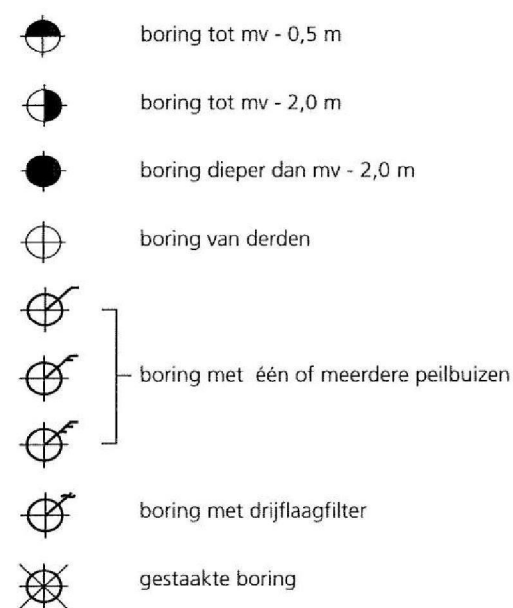 boring tot mv - 0,5 m
boring tot mv - 2,0 m
boring dieper dan mv - 2,0 m
boring van derden
boring met één of meerdere peilbuizen
boring met drijflaagfilter
gestaakte boring